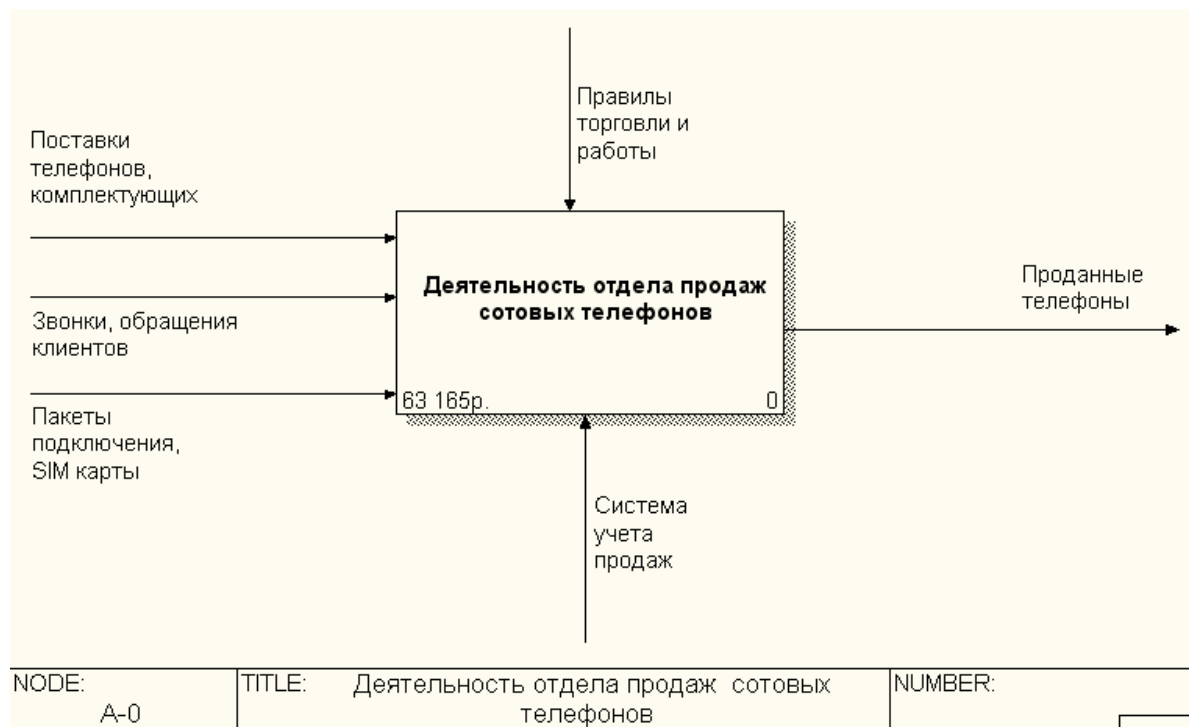 Правилы
торговли и
работы
Поставки
телефонов,
комплектующих
Звонки, обращения
клиентов
Пакеты
подключения,
SIM карты
Деятельность отдела продаж
сотовых телефонов
63 165р.
0
Проданные
телефоны
Система
учета
продаж
NODE:
A-0
TITLE:
Деятельность отдела продаж сотовых
телефонов
NUMBER: